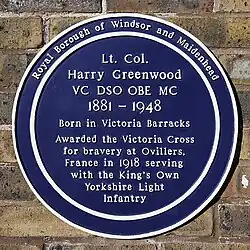 Royal Borough of Windsor and Maidenhead
Lt. Col.
Harry Greenwood
VC DSO OBE MC
1881 – 1948
Born in Victoria Barracks
Awarded the Victoria Cross
for bravery at Ovillers,
France in 1918 serving
with the King's Own
Yorkshire Light
Infantry